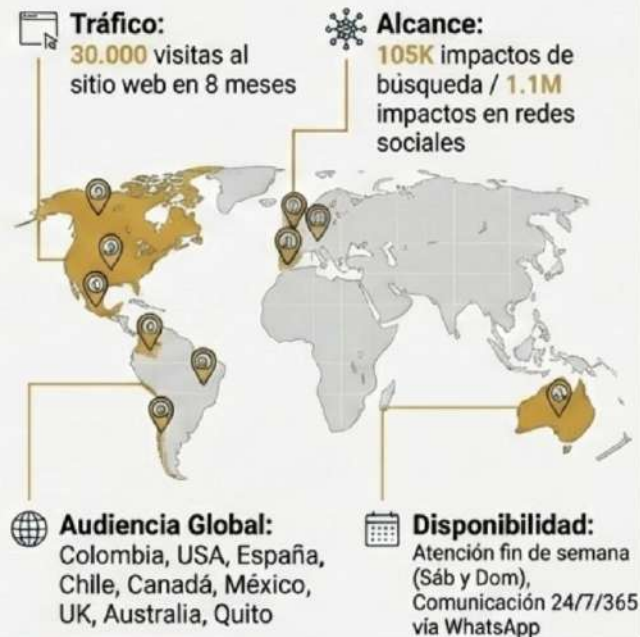 Tráfico:
30.000 visitas al
sitio web en 8 meses
Alcance:
105K impactos de
búsqueda / 1.1M
impactos en redes
sociales
Audiencia Global:
Colombia, USA, España,
Chile, Canadá, México,
UK, Australia, Quito
Disponibilidad:
Atención fin de semana
(Sáb y Dom),
Comunicación 24/7/365
vía WhatsApp